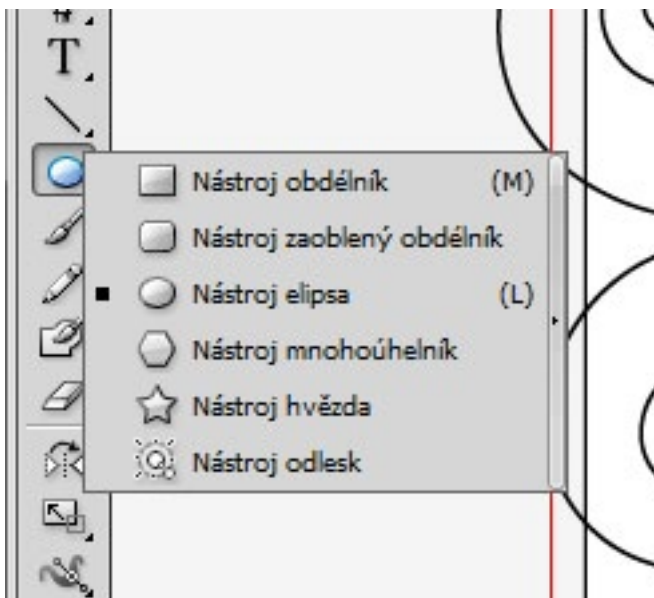 T
Nástroj obdélník (M)
Nástroj zaoblený obdélník
Nástroj elipsa (L)
Nástroj mnohoúhelník
Nástroj hvězda
Nástroj odlesk